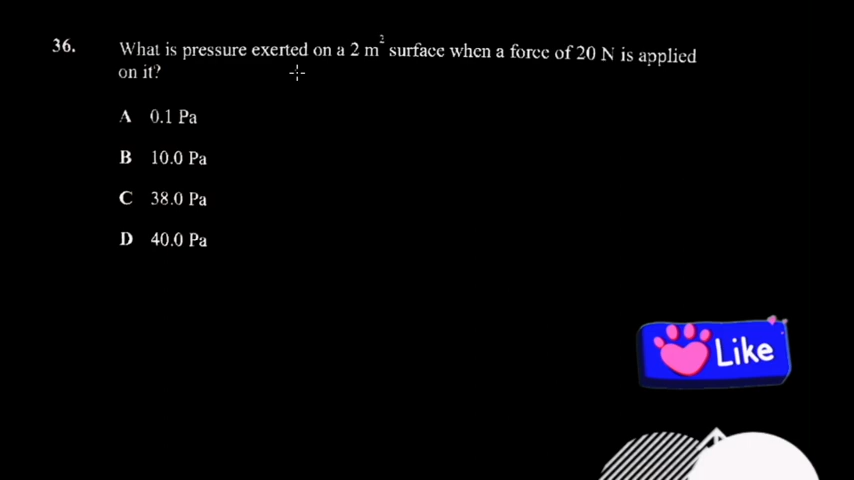 36. What is pressure exerted on a 2 m² surface when a force of 20 N is applied
on it?
A 0.1 Pa
B 10.0 Pa
C 38.0 Pa
D 40.0 Pa
Like